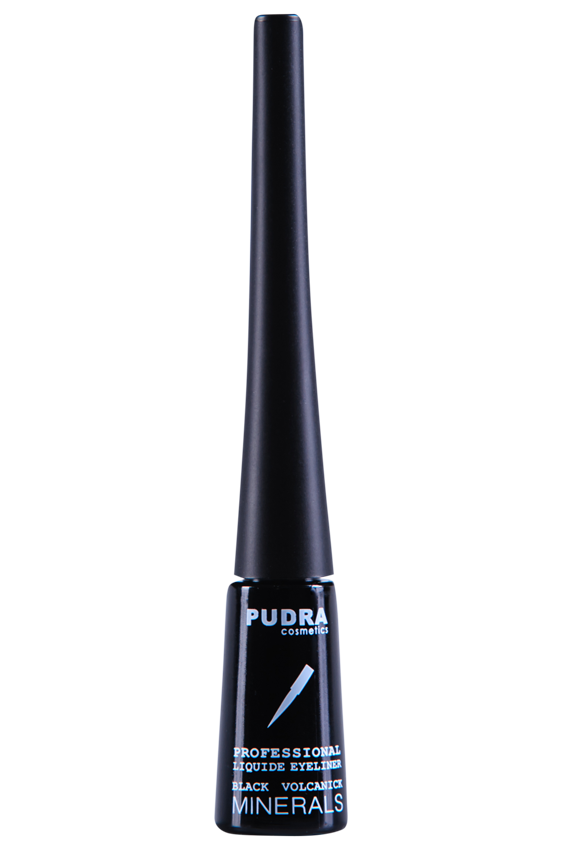 PUDRA
cosmetics
PROFESSIONAL
LIQUIDE EYELINER
BLACK VOLCANICK
MINERALS